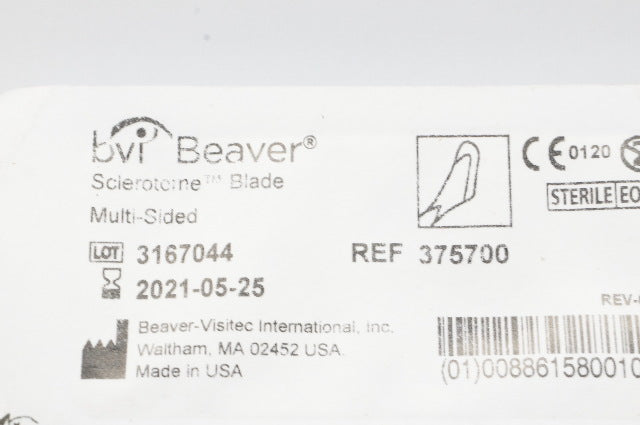 bvi Beaver®
Sclerotome™ Blade
Multi-Sided
LOT 3167044
REF 375700
2021-05-25
Beaver-Visitec International, Inc.
Waltham, MA 02452 USA.
Made in USA
CE 0120
STERILE EO
REV-
(01)008861580010